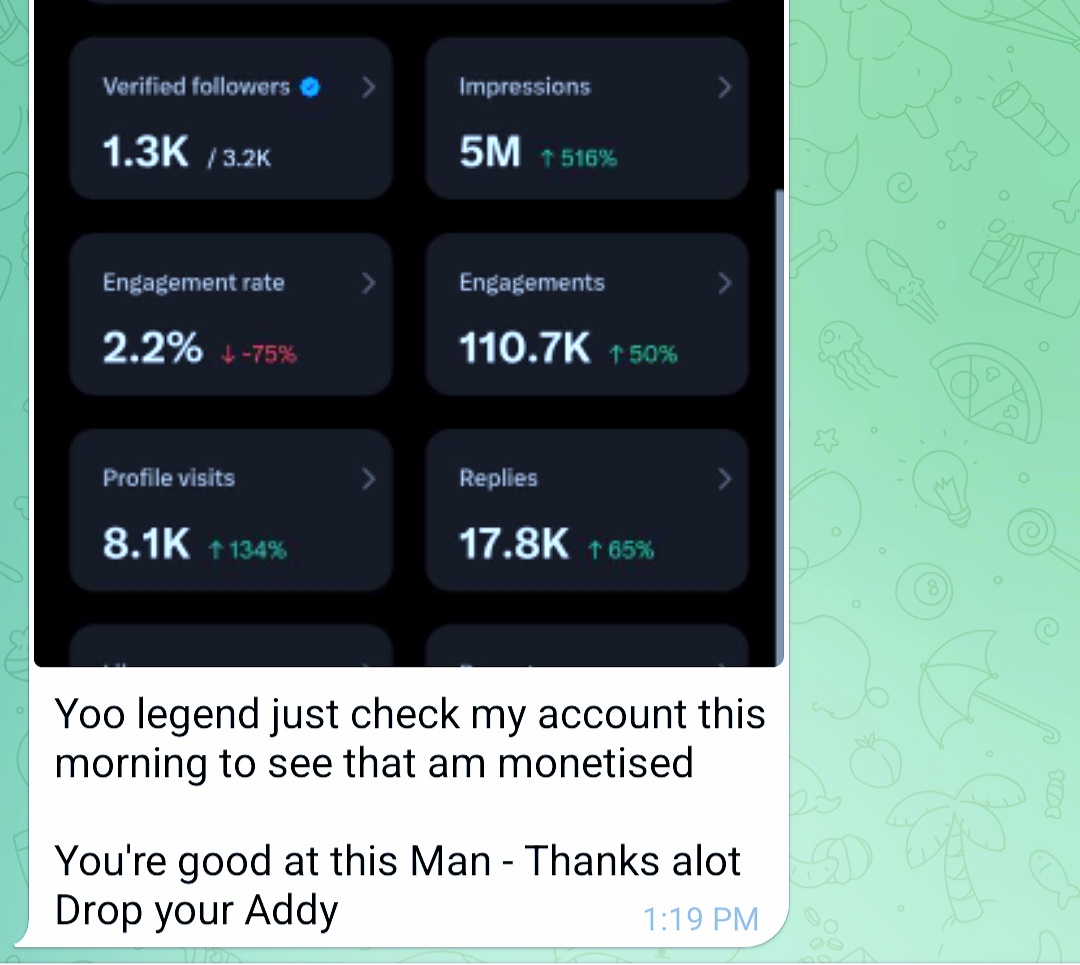 Verified followers
Impressions
1.3K / 3.2K
5M ↑ 516%
Engagement rate
Engagements
2.2% ↓ -75%
110.7K ↑ 50%
Profile visits
Replies
8.1K ↑ 134%
17.8K ↑ 65%
Yoo legend just check my account this
morning to see that am monetised
You're good at this Man - Thanks alot
Drop your Addy
1:19 PM